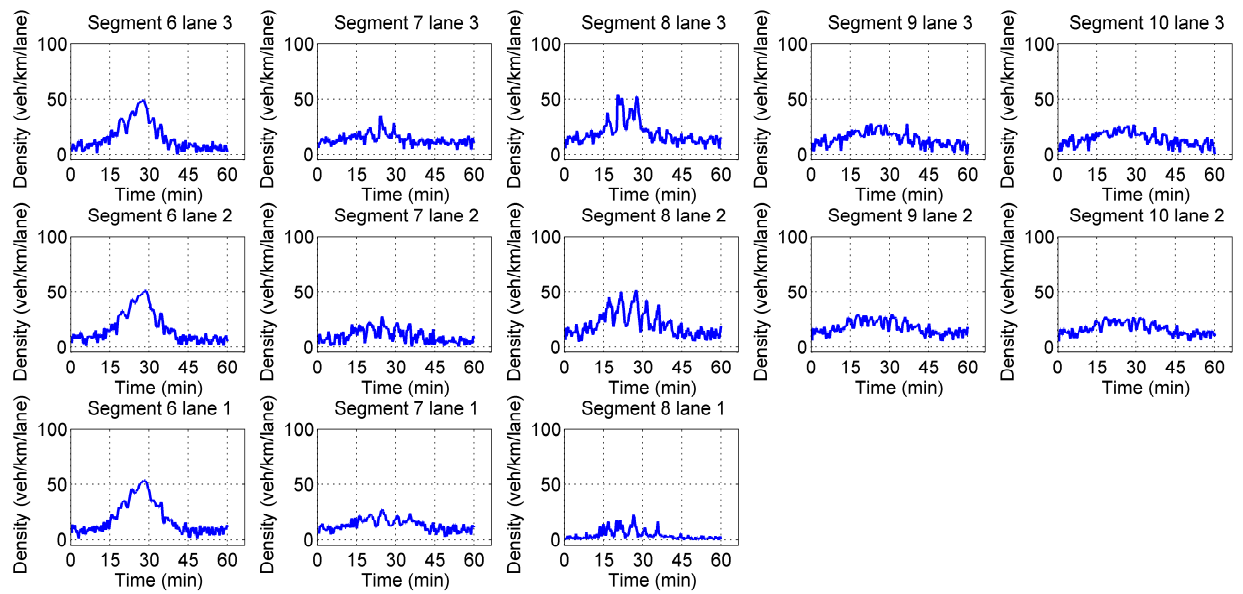 Segment 6 lane 3 Segment 7 lane 3 Segment 8 lane 3 Segment 9 lane 3 Segment 10 lane 3
Density (veh/km/lane) Density (veh/km/lane) Density (veh/km/lane) Density (veh/km/lane) Density (veh/km/lane)
100 100 100 100 100
50 50 50 50 50
0 0 0 0 0
0 15 30 45 60 0 15 30 45 60 0 15 30 45 60 0 15 30 45 60 0 15 30 45 60
Time (min) Time (min) Time (min) Time (min) Time (min)
Segment 6 lane 2 Segment 7 lane 2 Segment 8 lane 2 Segment 9 lane 2 Segment 10 lane 2
Density (veh/km/lane) Density (veh/km/lane) Density (veh/km/lane) Density (veh/km/lane) Density (veh/km/lane)
100 100 100 100 100
50 50 50 50 50
0 0 0 0 0
0 15 30 45 60 0 15 30 45 60 0 15 30 45 60 0 15 30 45 60 0 15 30 45 60
Time (min) Time (min) Time (min) Time (min) Time (min)
Segment 6 lane 1 Segment 7 lane 1 Segment 8 lane 1
Density (veh/km/lane) Density (veh/km/lane) Density (veh/km/lane)
100 100 100
50 50 50
0 0 0
0 15 30 45 60 0 15 30 45 60 0 15 30 45 60
Time (min) Time (min) Time (min)